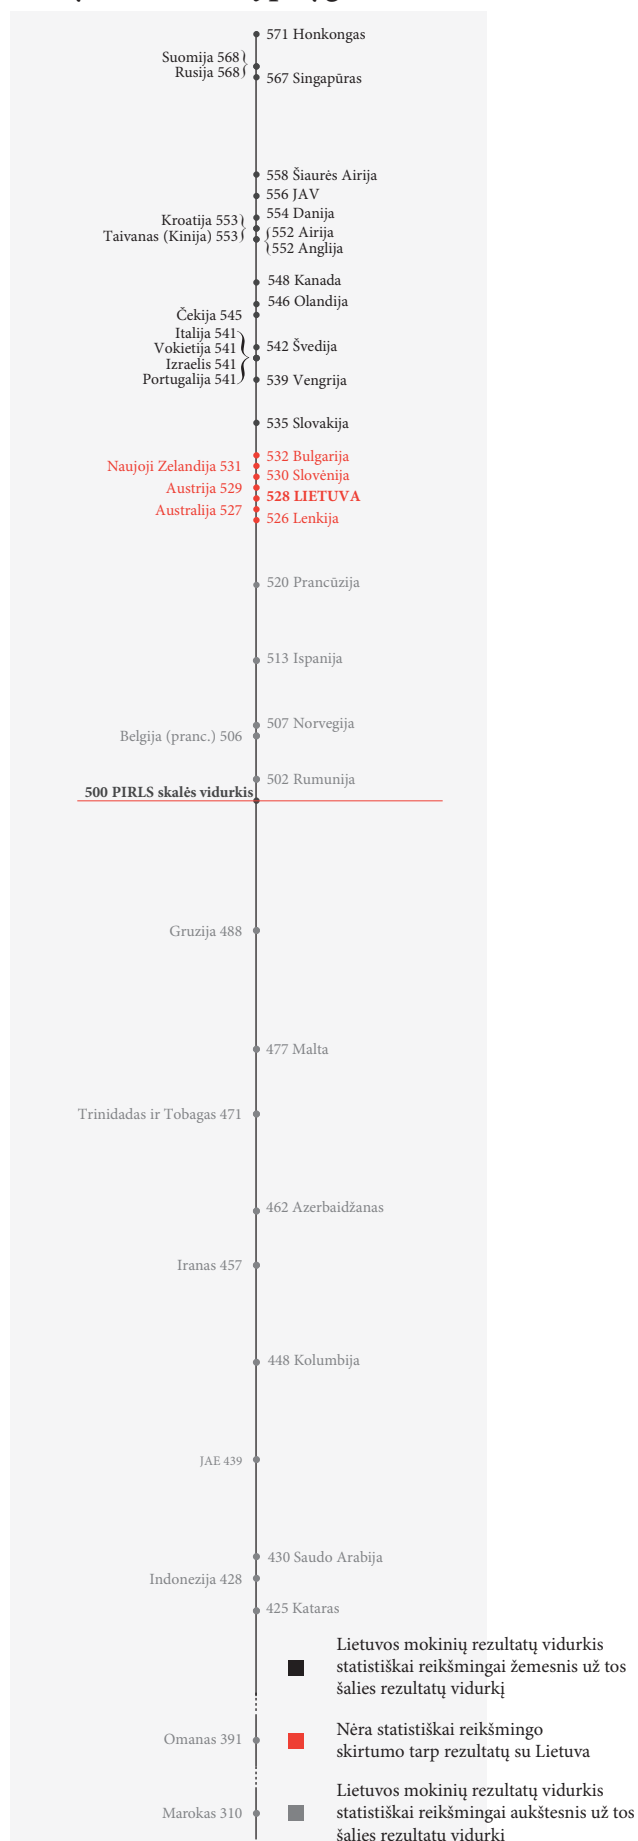 571 Honkongas
Suomija 568
Rusija 568
567 Singapūras
558 Šiaurės Airija
556 JAV
554 Danija
Kroatija 553
Taivanas (Kinija) 553
552 Airija
552 Anglija
548 Kanada
546 Olandija
Čekija 545
Italija 541
Vokietija 541
Izraelis 541
Portugalija 541
542 Švedija
539 Vengrija
535 Slovakija
532 Bulgarija
Naujoji Zelandija 531
530 Slovėnija
Austrija 529
528 LIETUVA
Australija 527
526 Lenkija
520 Prancūzija
513 Ispanija
507 Norvegija
Belgija (pranc.) 506
502 Rumunija
500 PIRLS skalės vidurkis
Gruzija 488
477 Malta
Trinidadas ir Tobagas 471
462 Azerbaidžanas
Iranas 457
448 Kolumbija
JAE 439
430 Saudo Arabija
Indonezija 428
425 Kataras
Lietuvos mokinių rezultatų vidurkis
statistiškai reikšmingai žemesnis už tos
šalies rezultatų vidurkį
Omanas 391
Nėra statistiškai reikšmingo
skirtumo tarp rezultatų su Lietuva
Marokas 310
Lietuvos mokinių rezultatų vidurkis
statistiškai reikšmingai aukštesnis už tos
šalies rezultatų vidurkį